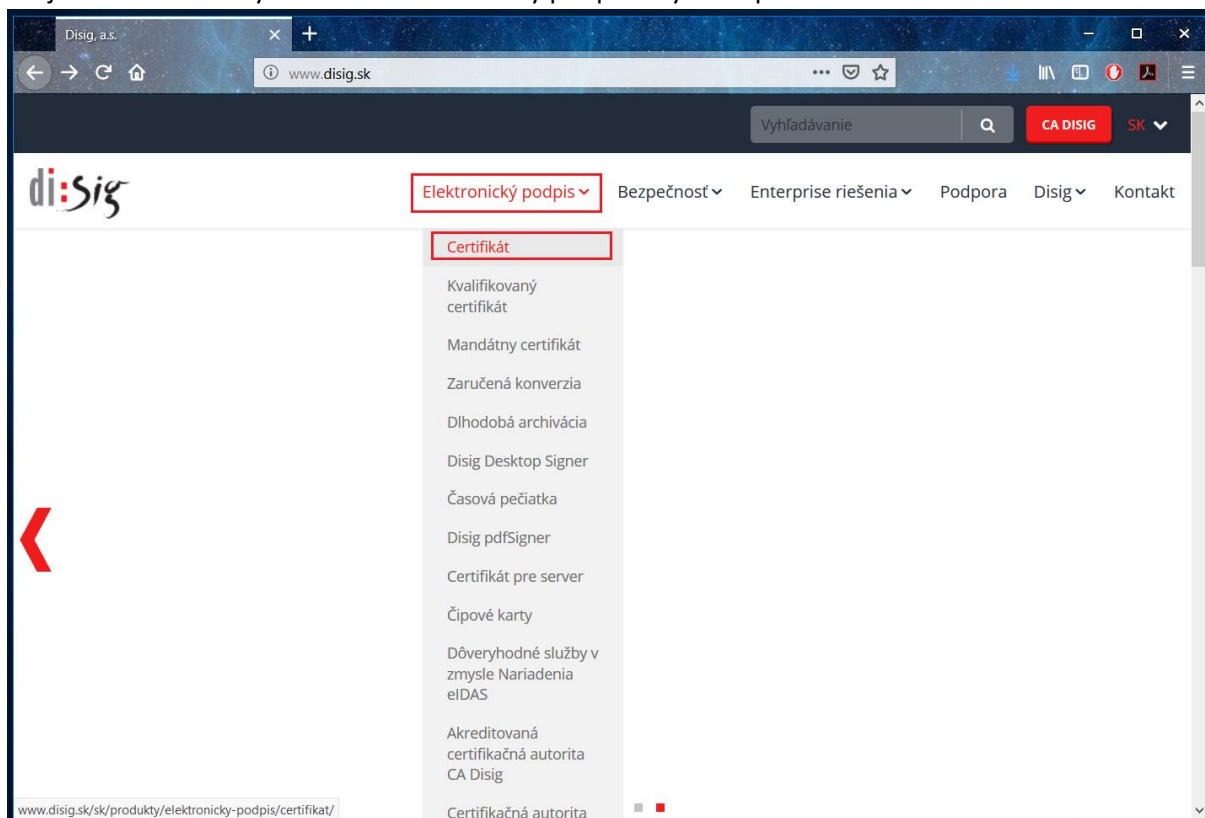 Disig, a.s.
www.disig.sk
Vyhľadávanie
CA DISIG
SK
di:sig
Elektronický podpis
Bezpečnosť
Enterprise riešenia
Podpora
Disig
Kontakt
Certifikát
Kvalifikovaný
certifikát
Mandátny certifikát
Zaručená konverzia
Dlhodobá archivácia
Disig Desktop Signer
Časová pečiatka
Disig pdfSigner
Certifikát pre server
Čipové karty
Dôveryhodné služby v
zmysle Nariadenia
eIDAS
Akreditovaná
certifikačná autorita
CA Disig
Certifikačná autorita
www.disig.sk/sk/produkty/elektronicky-podpis/certifikat/